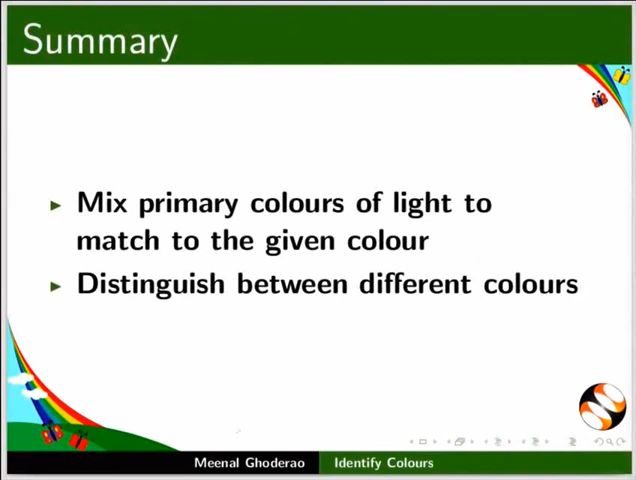 Summary
Mix primary colours of light to
match to the given colour
Distinguish between different colours
Meenal Ghoderao
Identify Colours